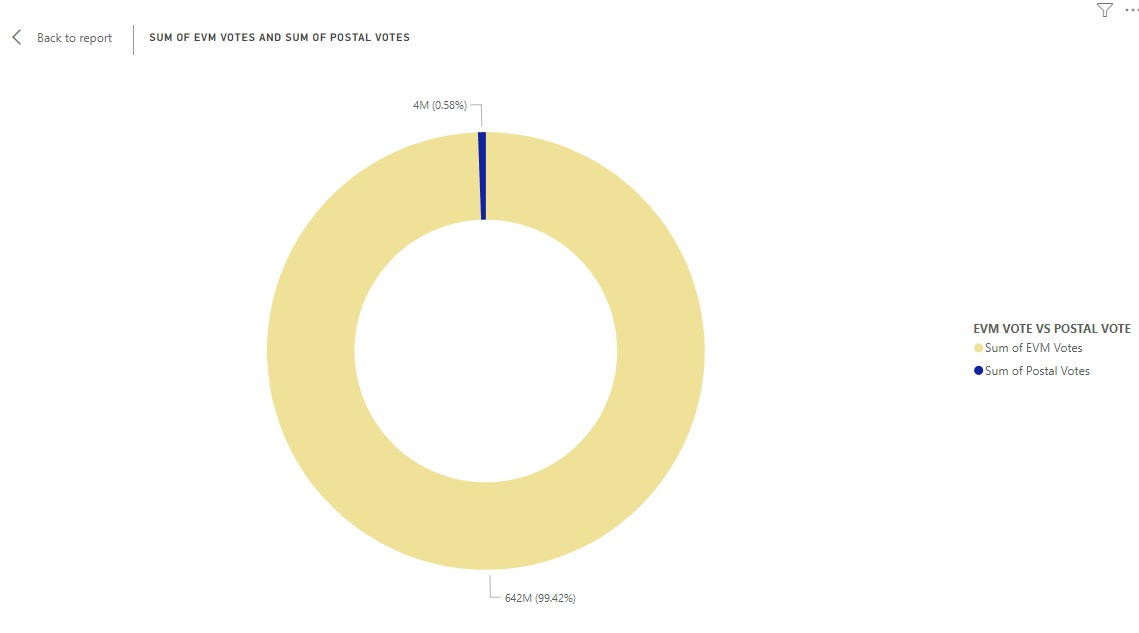 Back to report
SUM OF EVM VOTES AND SUM OF POSTAL VOTES
4M (0.58%)
EVM VOTE VS POSTAL VOTE
Sum of EVM Votes
Sum of Postal Votes
642M (99.42%)